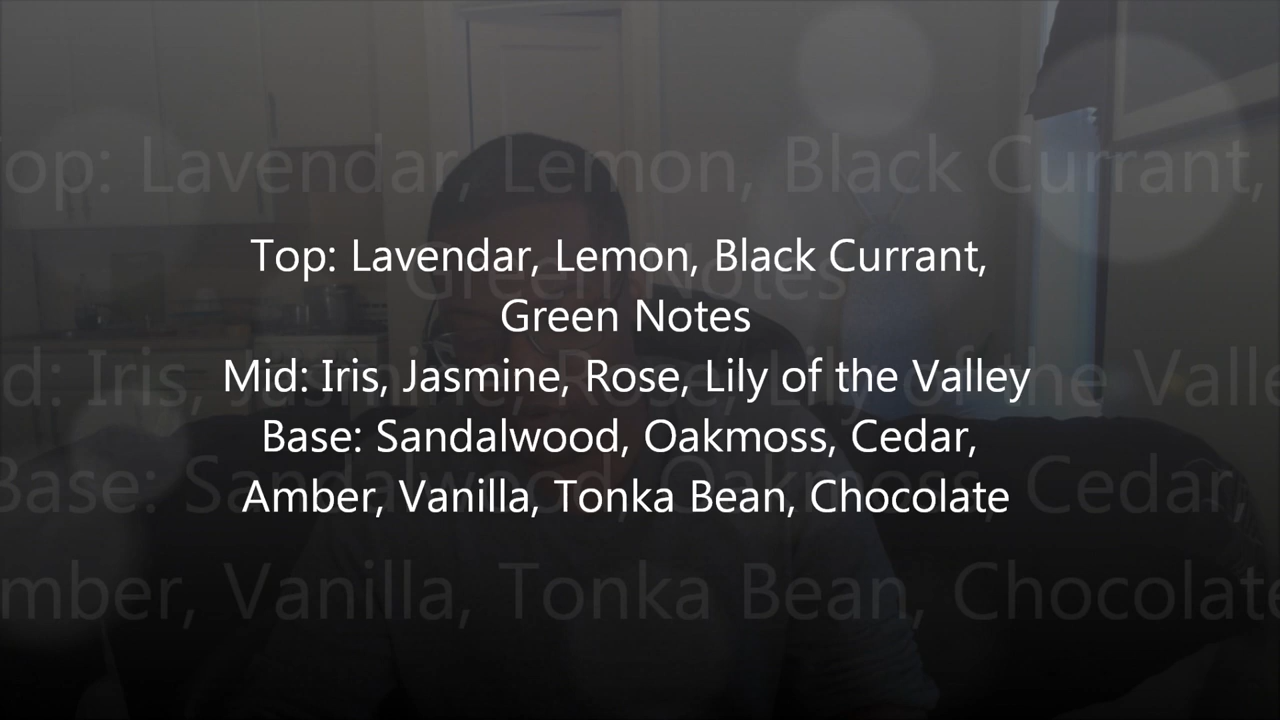 Top: Lavendar, Lemon, Black Currant,
Green Notes
Mid: Iris, Jasmine, Rose, Lily of the Valley
Base: Sandalwood, Oakmoss, Cedar,
Amber, Vanilla, Tonka Bean, Chocolate